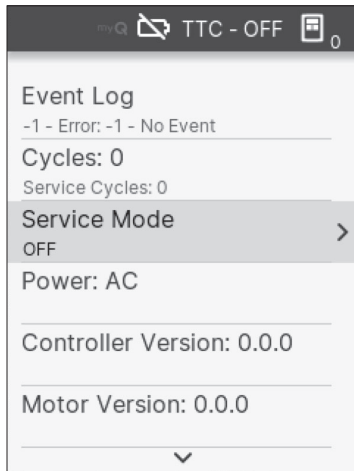 myQ TTC - OFF 0
Event Log
-1 - Error: -1 - No Event
Cycles: 0
Service Cycles: 0
Service Mode
OFF
Power: AC
Controller Version: 0.0.0
Motor Version: 0.0.0